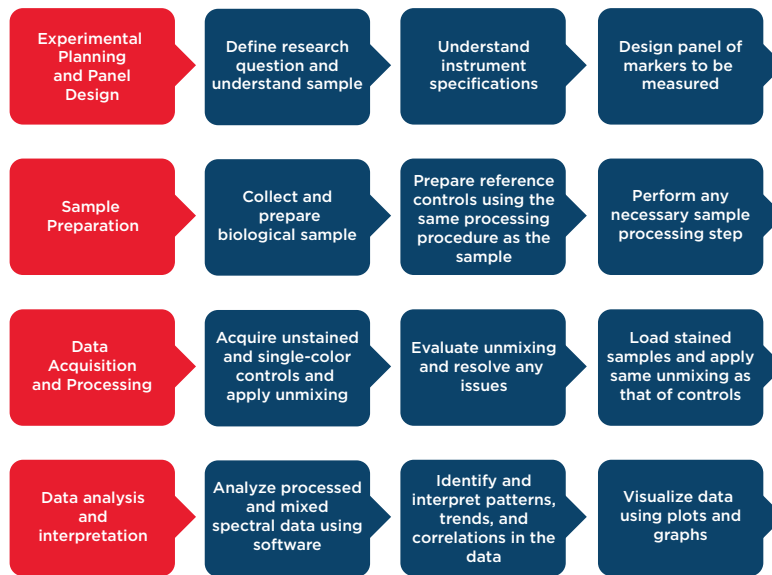 Experimental
Planning
and Panel
Design
Define research
question and
understand sample
Understand
instrument
specifications
Design panel of
markers to be
measured
Sample
Preparation
Collect and
prepare
biological sample
Prepare reference
controls using the
same processing
procedure as the
sample
Perform any
necessary sample
processing step
Data
Acquisition
and Processing
Acquire unstained
and single-color
controls and
apply unmixing
Evaluate unmixing
and resolve any
issues
Load stained
samples and apply
same unmixing as
that of controls
Data analysis
and
interpretation
Analyze processed
and mixed
spectral data using
software
Identify and
interpret patterns,
trends, and
correlations in the
data
Visualize data
using plots and
graphs